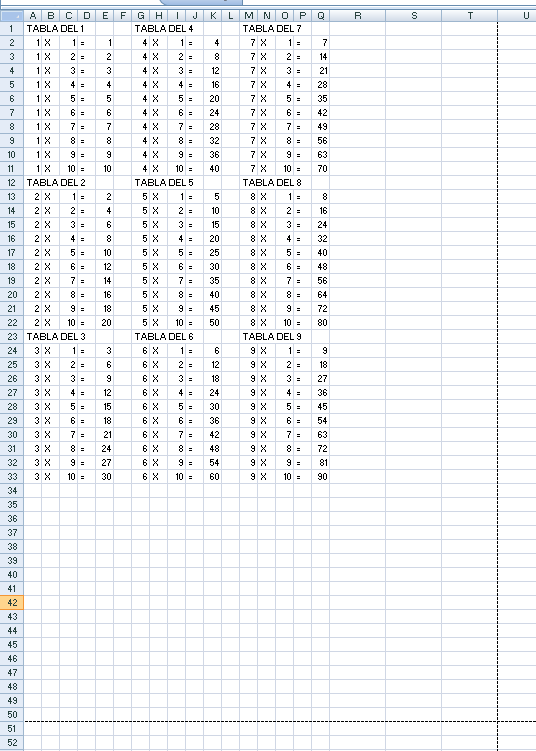 A B C D E F G H I J K L M N O P Q R S T U
1 TABLA DEL 1 TABLA DEL 4 TABLA DEL 7
2 1 X 1 = 1 4 X 1 = 4 7 X 1 = 7
3 1 X 2 = 2 4 X 2 = 8 7 X 2 = 14
4 1 X 3 = 3 4 X 3 = 12 7 X 3 = 21
5 1 X 4 = 4 4 X 4 = 16 7 X 4 = 28
6 1 X 5 = 5 4 X 5 = 20 7 X 5 = 35
7 1 X 6 = 6 4 X 6 = 24 7 X 6 = 42
8 1 X 7 = 7 4 X 7 = 28 7 X 7 = 49
9 1 X 8 = 8 4 X 8 = 32 7 X 8 = 56
10 1 X 9 = 9 4 X 9 = 36 7 X 9 = 63
11 1 X 10 = 10 4 X 10 = 40 7 X 10 = 70
12 TABLA DEL 2 TABLA DEL 5 TABLA DEL 8
13 2 X 1 = 2 5 X 1 = 5 8 X 1 = 8
14 2 X 2 = 4 5 X 2 = 10 8 X 2 = 16
15 2 X 3 = 6 5 X 3 = 15 8 X 3 = 24
16 2 X 4 = 8 5 X 4 = 20 8 X 4 = 32
17 2 X 5 = 10 5 X 5 = 25 8 X 5 = 40
18 2 X 6 = 12 5 X 6 = 30 8 X 6 = 48
19 2 X 7 = 14 5 X 7 = 35 8 X 7 = 56
20 2 X 8 = 16 5 X 8 = 40 8 X 8 = 64
21 2 X 9 = 18 5 X 9 = 45 8 X 9 = 72
22 2 X 10 = 20 5 X 10 = 50 8 X 10 = 80
23 TABLA DEL 3 TABLA DEL 6 TABLA DEL 9
24 3 X 1 = 3 6 X 1 = 6 9 X 1 = 9
25 3 X 2 = 6 6 X 2 = 12 9 X 2 = 18
26 3 X 3 = 9 6 X 3 = 18 9 X 3 = 27
27 3 X 4 = 12 6 X 4 = 24 9 X 4 = 36
28 3 X 5 = 15 6 X 5 = 30 9 X 5 = 45
29 3 X 6 = 18 6 X 6 = 36 9 X 6 = 54
30 3 X 7 = 21 6 X 7 = 42 9 X 7 = 63
31 3 X 8 = 24 6 X 8 = 48 9 X 8 = 72
32 3 X 9 = 27 6 X 9 = 54 9 X 9 = 81
33 3 X 10 = 30 6 X 10 = 60 9 X 10 = 90
34
35
36
37
38
39
40
41
42
43
44
45
46
47
48
49
50
51
52